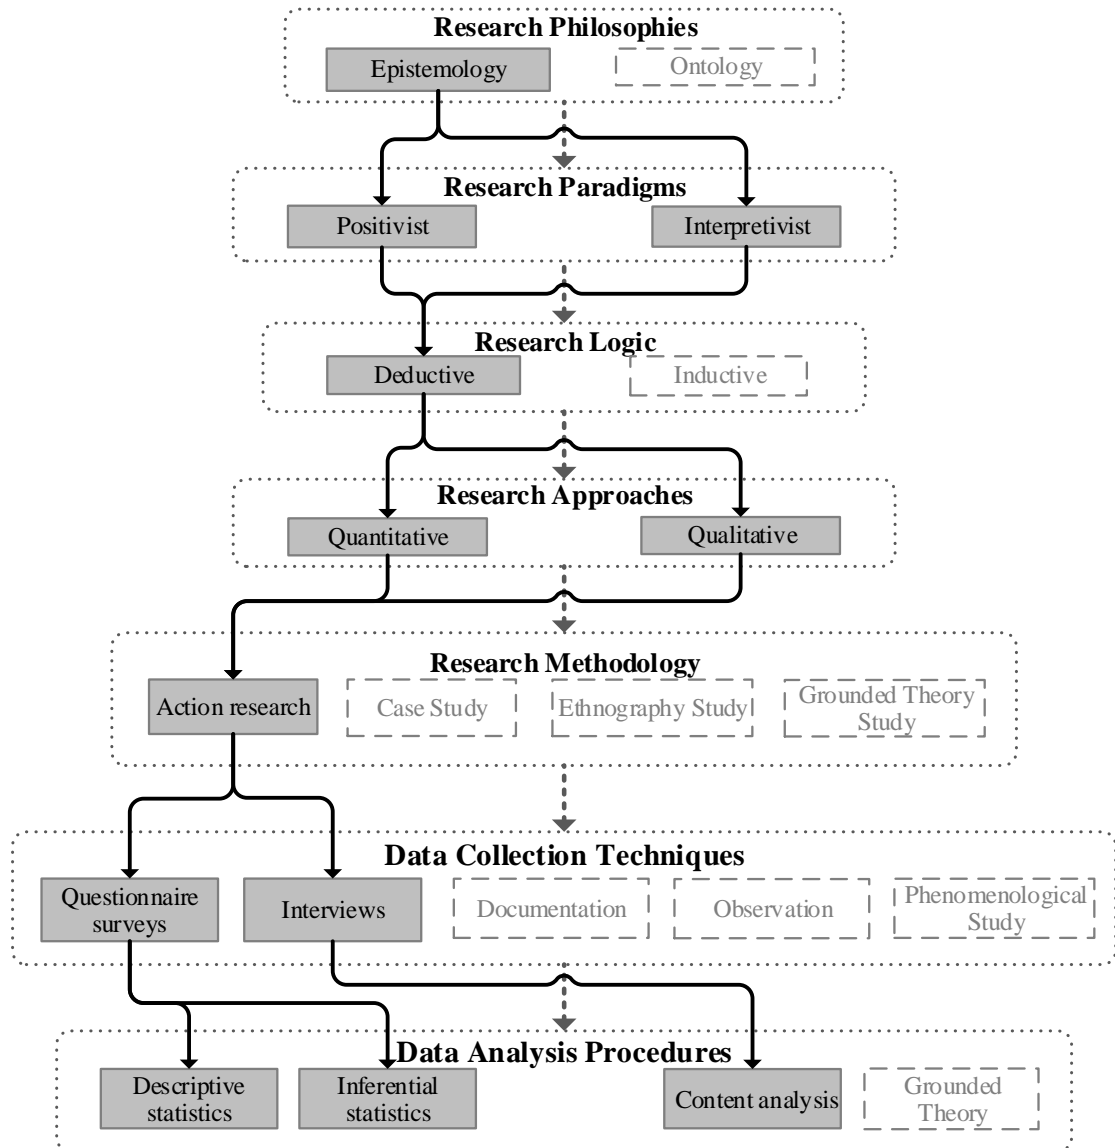 Research Philosophies
Epistemology
Ontology
Research Paradigms
Positivist
Interpretivist
Research Logic
Deductive
Inductive
Research Approaches
Quantitative
Qualitative
Research Methodology
Action research
Case Study
Ethnography Study
Grounded Theory
Study
Data Collection Techniques
Questionnaire
surveys
Interviews
Documentation
Observation
Phenomenological
Study
Data Analysis Procedures
Descriptive
statistics
Inferential
statistics
Content analysis
Grounded
Theory